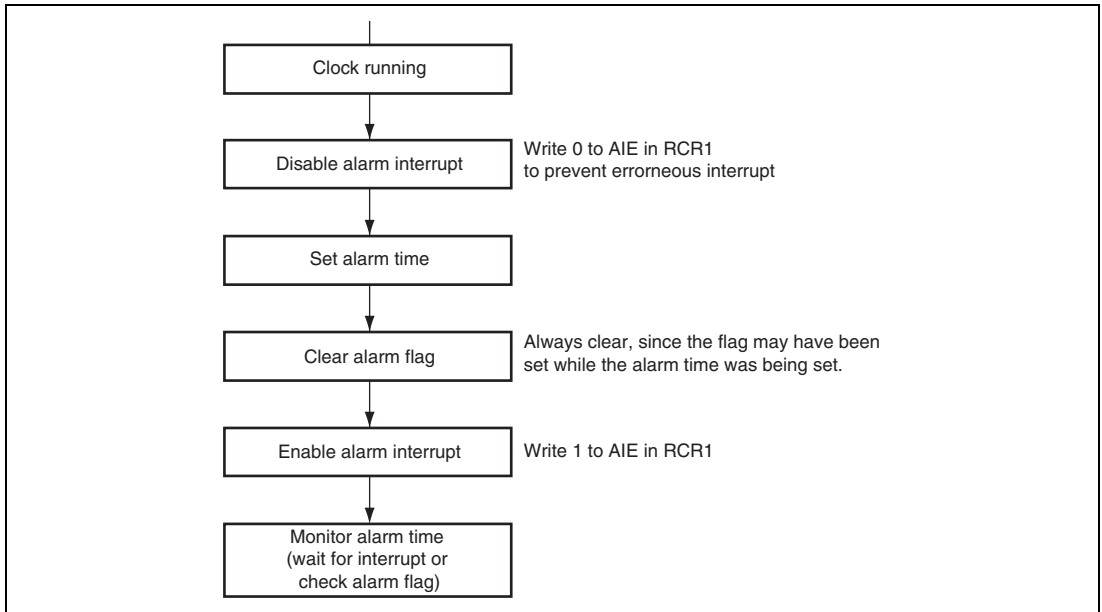 Clock running
Disable alarm interrupt
Write 0 to AIE in RCR1
to prevent errorneous interrupt
Set alarm time
Clear alarm flag
Always clear, since the flag may have been
set while the alarm time was being set.
Enable alarm interrupt
Write 1 to AIE in RCR1
Monitor alarm time
(wait for interrupt or
check alarm flag)